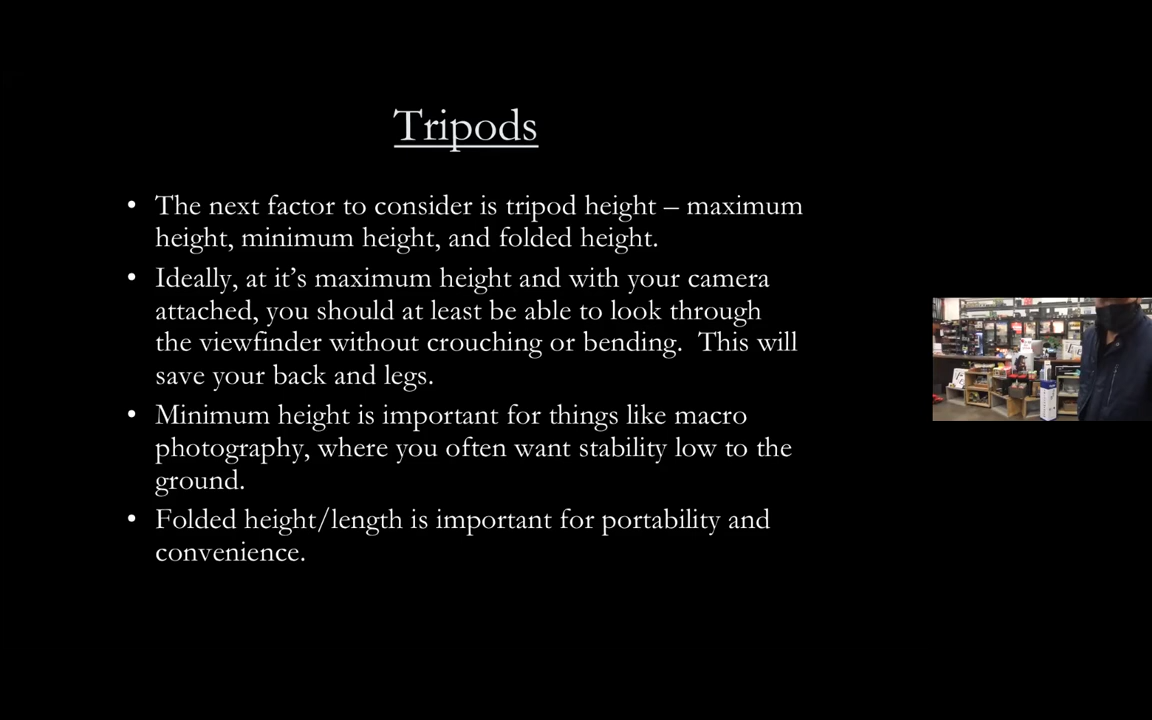 Tripods
• The next factor to consider is tripod height – maximum
height, minimum height, and folded height.
• Ideally, at it’s maximum height and with your camera
attached, you should at least be able to look through
the viewfinder without crouching or bending.  This will
save your back and legs.
• Minimum height is important for things like macro
photography, where you often want stability low to the
ground.
• Folded height/length is important for portability and
convenience.